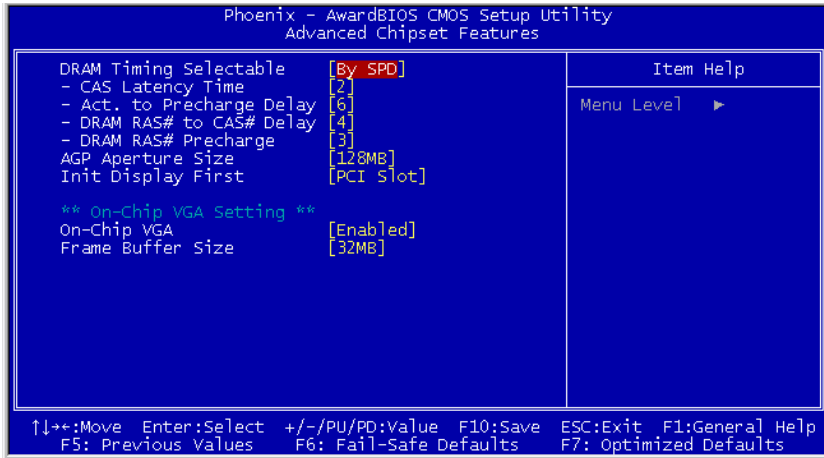 Phoenix - AwardBIOS CMOS Setup Utility
Advanced Chipset Features
DRAM Timing Selectable [By SPD]
- CAS Latency Time [2]
- Act. to Precharge Delay [6]
- DRAM RAS# to CAS# Delay [4]
- DRAM RAS# Precharge [3]
AGP Aperture Size [128MB]
Init Display First [PCI Slot]
** On-Chip VGA Setting **
On-Chip VGA [Enabled]
Frame Buffer Size [32MB]
Item Help
Menu Level ►
↑↓→←:Move Enter:Select +/-/PU/PD:Value F10:Save ESC:Exit F1:General Help
F5: Previous Values F6: Fail-Safe Defaults F7: Optimized Defaults